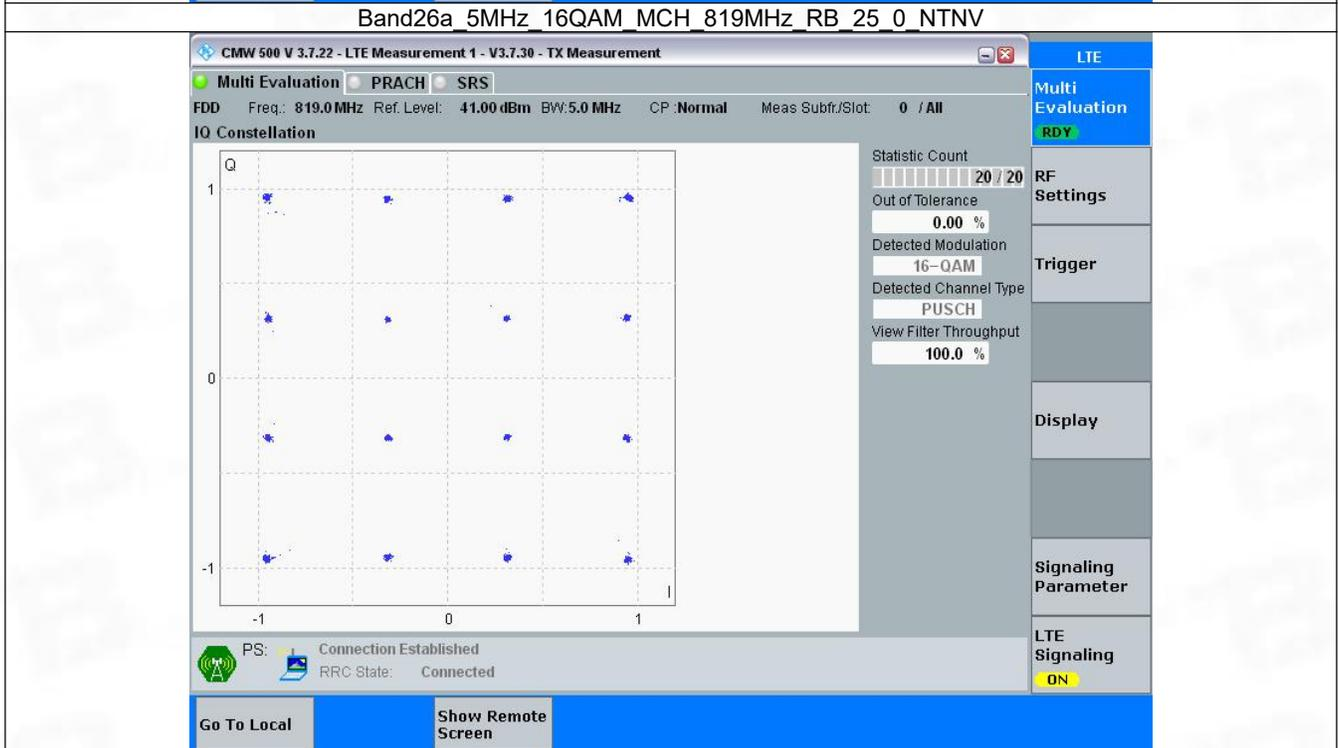 Band26a_5MHz_16QAM_MCH_819MHz_RB_25_0_NTNV
CMW 500 V 3.7.22 - LTE Measurement 1 - V3.7.30 - TX Measurement
LTE
Multi Evaluation PRACH SRS
Multi
Evaluation
RDY
FDD Freq.: 819.0 MHz Ref. Level: 41.00 dBm BW: 5.0 MHz CP : Normal Meas Subfr./Slot: 0 / All
IQ Constellation
Q
1
0
-1
I
-1 0 1
Statistic Count
20 / 20
Out of Tolerance
0.00 %
Detected Modulation
16-QAM
Detected Channel Type
PUSCH
View Filter Throughput
100.0 %
RF
Settings
Trigger
Display
Signaling
Parameter
LTE
Signaling
ON
PS: Connection Established
RRC State: Connected
Go To Local
Show Remote
Screen